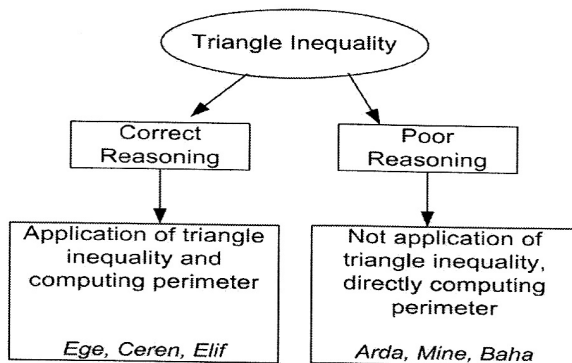 Triangle Inequality
Correct
Reasoning
Poor
Reasoning
Application of triangle
inequality and
computing perimeter
Ege, Ceren, Elif
Not application of
triangle inequality,
directly computing
perimeter
Arda, Mine, Baha